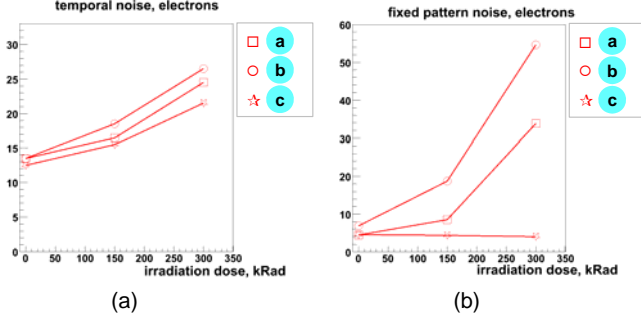 temporal noise, electrons
30
25
20
15
10
5
0
0 50 100 150 200 250 300 350
irradiation dose, kRad
a
b
c
(a)
fixed pattern noise, electrons
60
50
40
30
20
10
0
0 50 100 150 200 250 300 350
irradiation dose, kRad
a
b
c
(b)